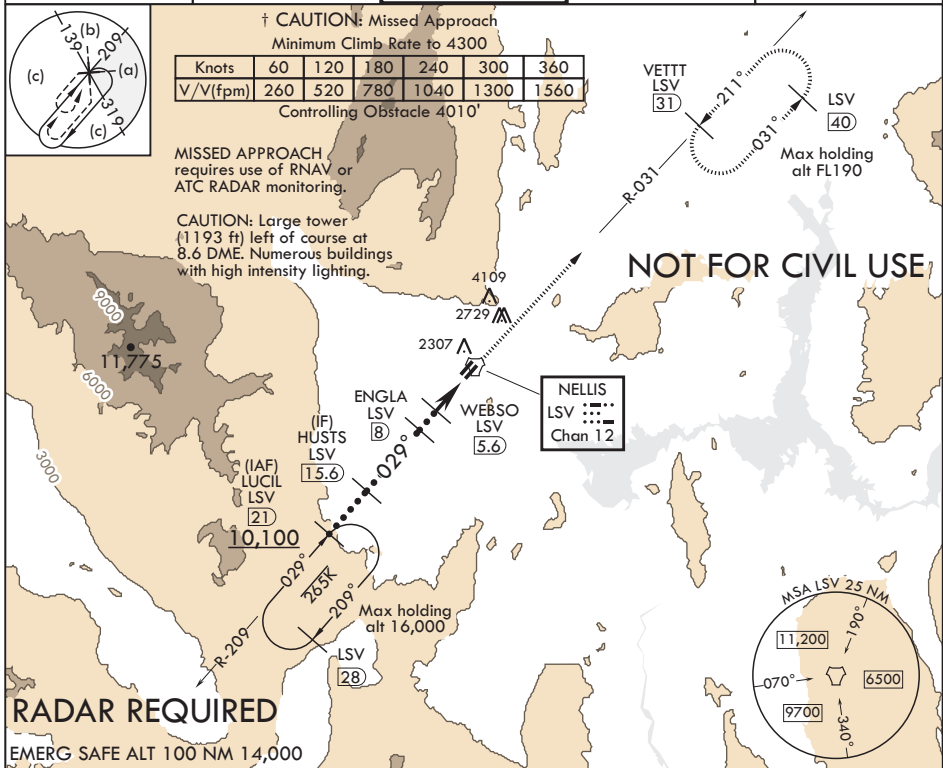 † CAUTION: Missed Approach
Minimum Climb Rate to 4300
Knots 60 120 180 240 300 360
V/V(fpm) 260 520 780 1040 1300 1560
Controlling Obstacle 4010'
139
(b)
209
(a)
(c)
319
(c)
MISSED APPROACH
requires use of RNAV or
ATC RADAR monitoring.
CAUTION: Large tower
(1193 ft) left of course at
8.6 DME. Numerous buildings
with high intensity lighting.
VETTT
LSV
31
211°
031°
LSV
40
Max holding
alt FL190
R-031
NOT FOR CIVIL USE
4109
2729
2307
9000
11,775
6000
3000
NELLIS
LSV
Chan 12
ENGLA
LSV
8
WEBSO
LSV
5.6
(IF)
HUSTS
LSV
15.6
029°
(IAF)
LUCIL
LSV
21
10,100
029°
265K
209°
Max holding
alt 16,000
R-209
LSV
28
MSA LSV 25 NM
190°
11,200
070°
6500
9700
340°
RADAR REQUIRED
EMERG SAFE ALT 100 NM 14,000